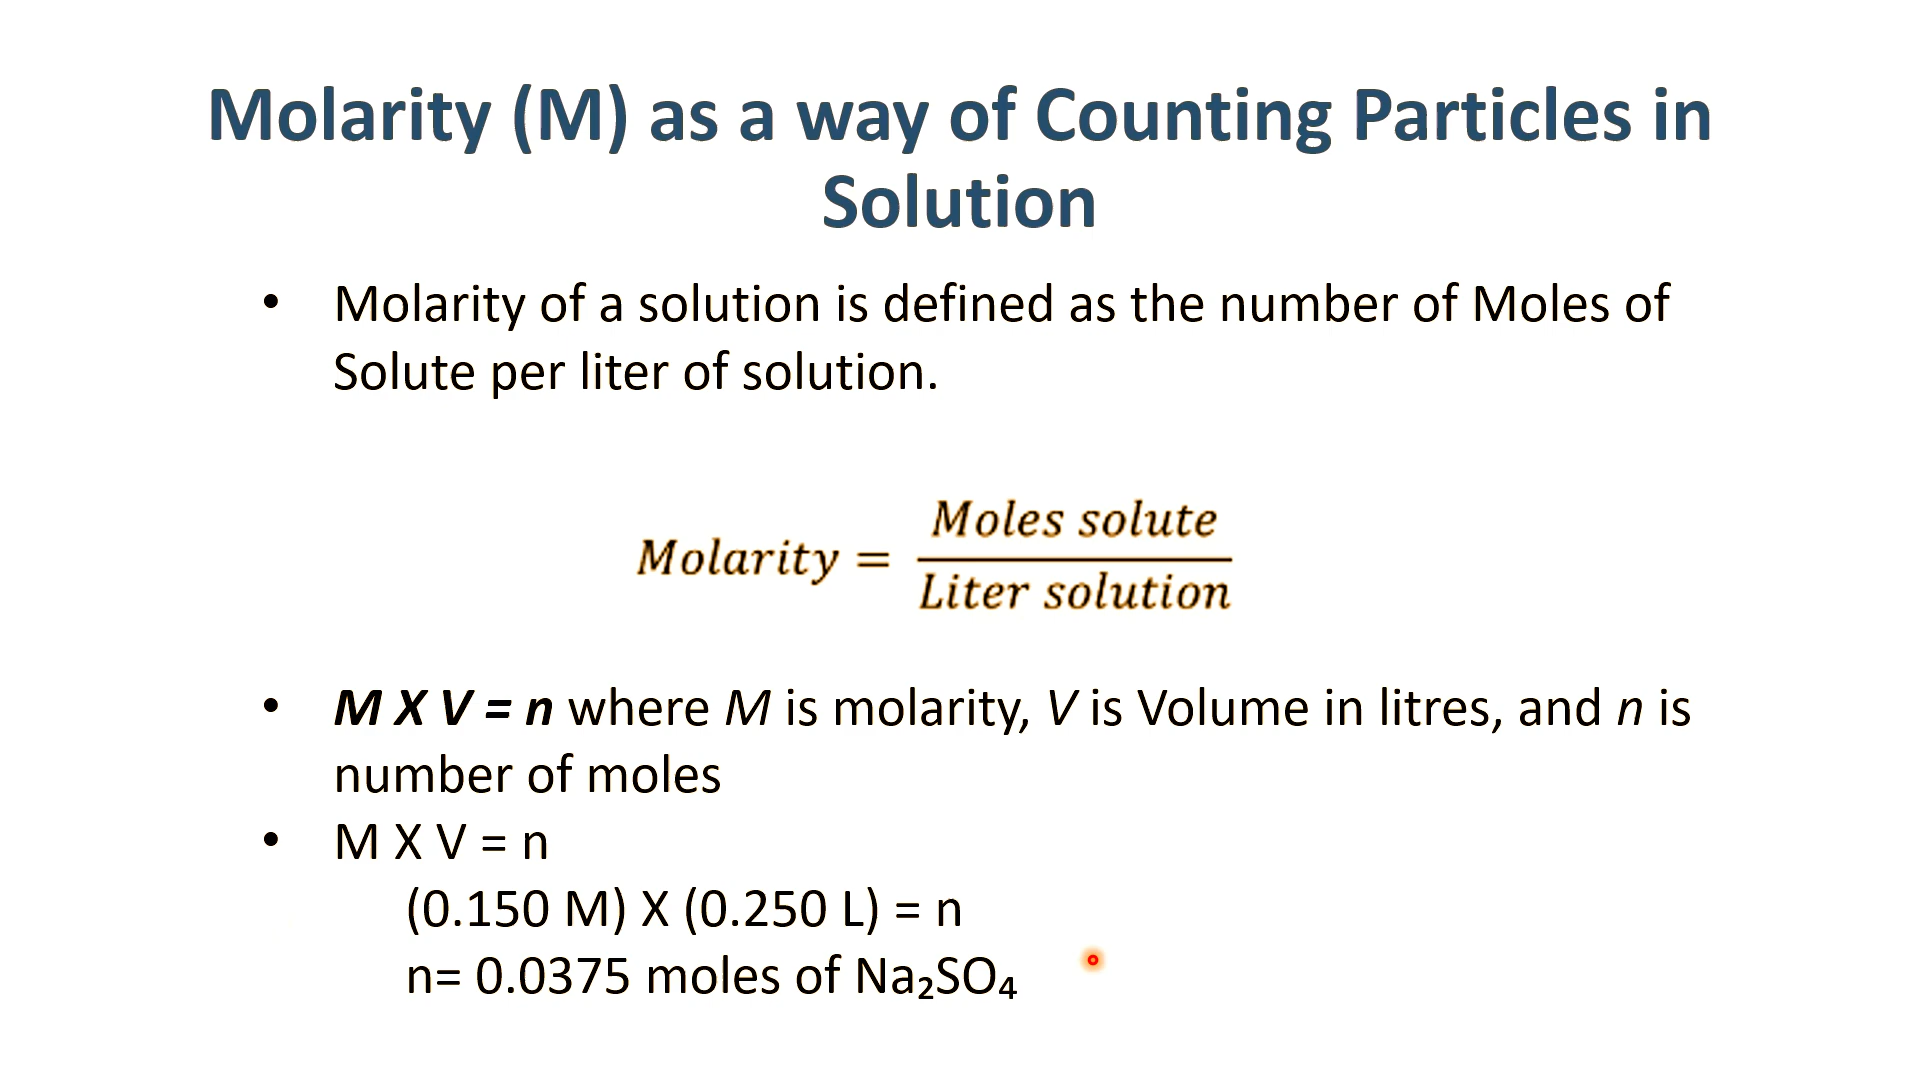 Molarity (M) as a way of Counting Particles in
Solution
• Molarity of a solution is defined as the number of Moles of
Solute per liter of solution.
Molarity = Moles solute / Liter solution
• M X V = n where M is molarity, V is Volume in litres, and n is
number of moles
• M X V = n
(0.150 M) X (0.250 L) = n
n= 0.0375 moles of Na₂SO₄